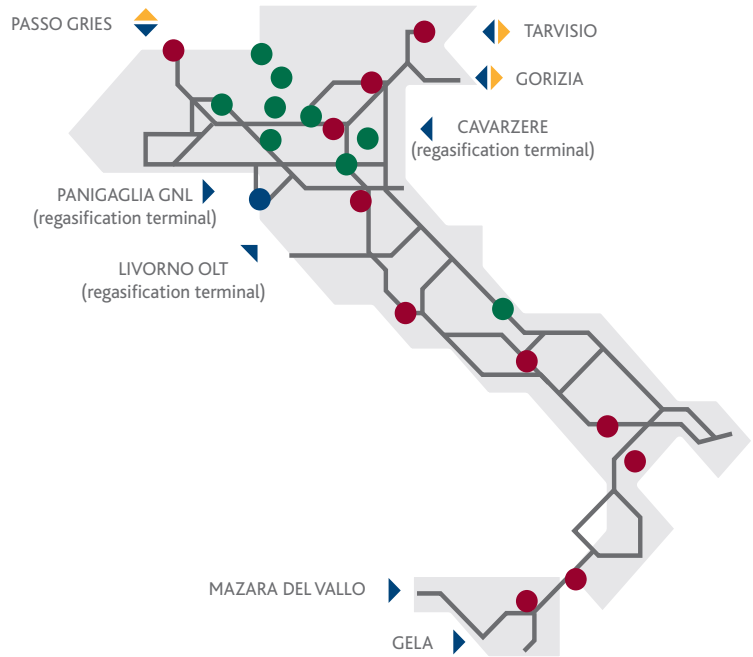 PASSO GRIES
TARVISIO
GORIZIA
CAVARZERE
(regasification terminal)
PANIGAGLIA GNL
(regasification terminal)
LIVORNO OLT
(regasification terminal)
MAZARA DEL VALLO
GELA